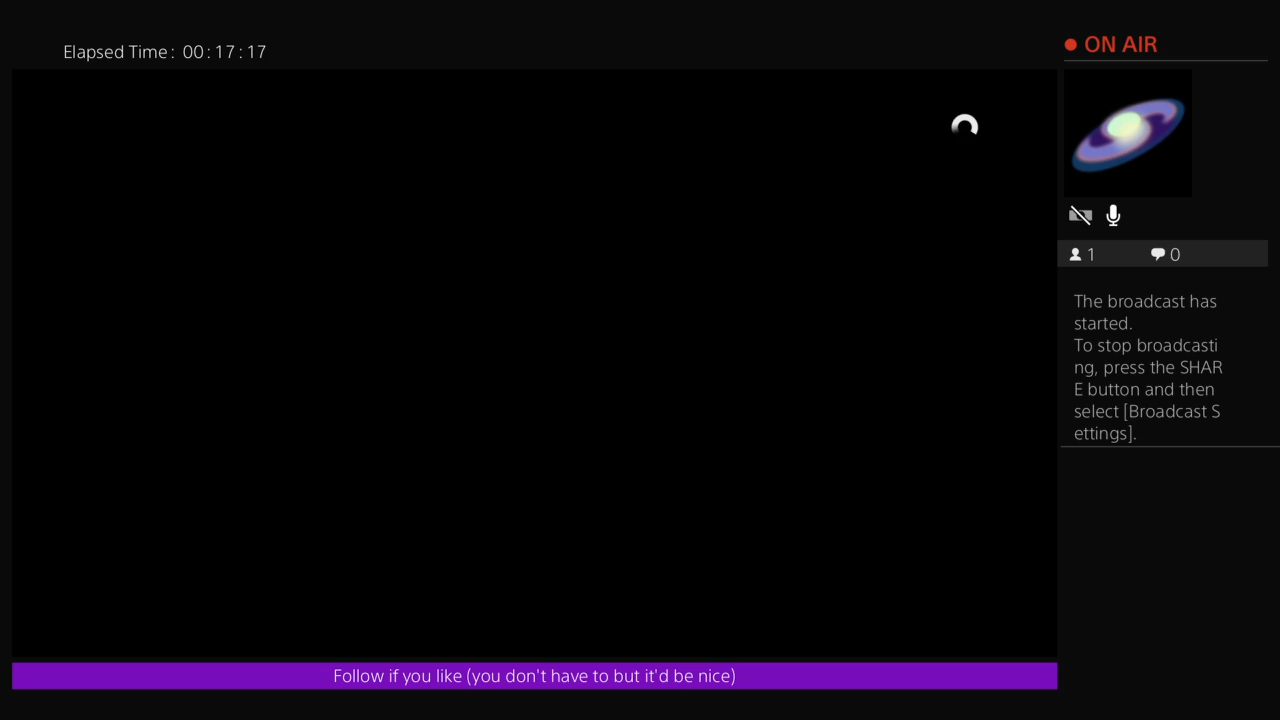 Elapsed Time: 00:17:17
ON AIR
1 0
The broadcast has
started.
To stop broadcasti
ng, press the SHAR
E button and then
select [Broadcast S
ettings].
Follow if you like (you don't have to but it'd be nice)